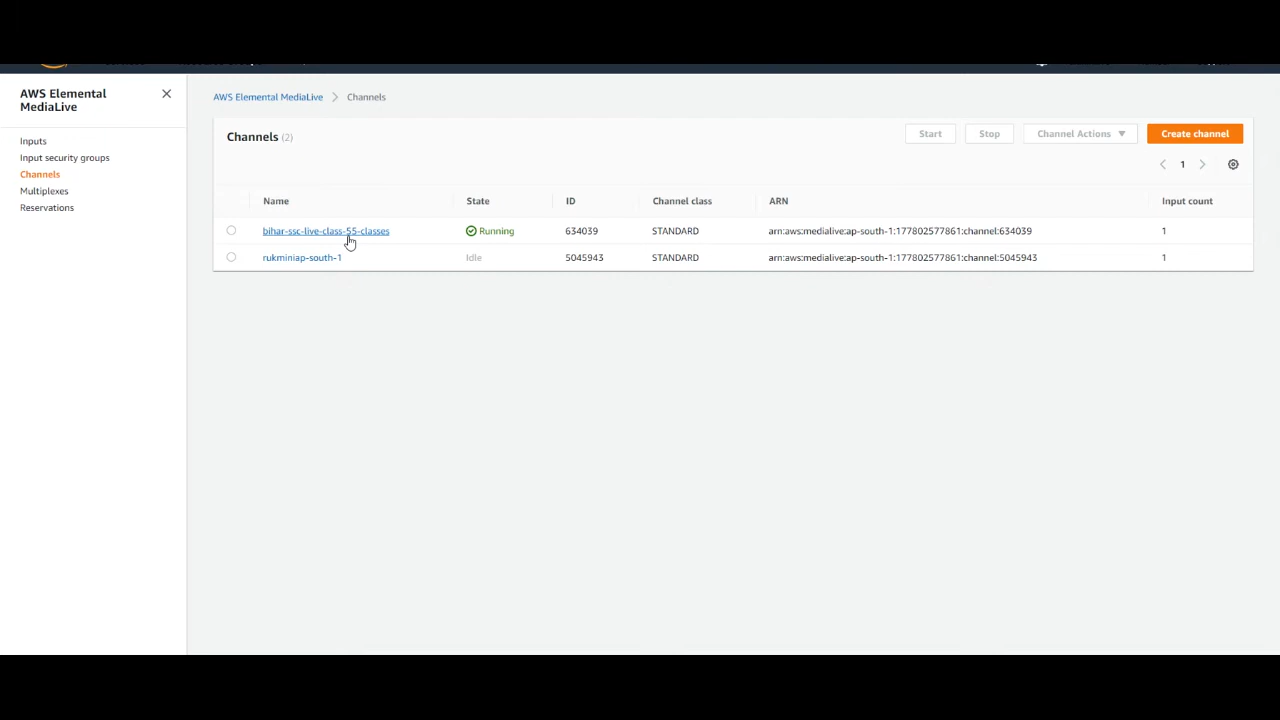 AWS Elemental MediaLive
Inputs
Input security groups
Channels
Multiplexes
Reservations
AWS Elemental MediaLive > Channels
Channels (2)
Start Stop Channel Actions Create channel
1
Name State ID Channel class ARN Input count
bihar-ssc-live-class-55-classes Running 634039 STANDARD arn:aws:medialive:ap-south-1:177802577861:channel:634039 1
rukminiap-south-1 Idle 5045943 STANDARD arn:aws:medialive:ap-south-1:177802577861:channel:5045943 1